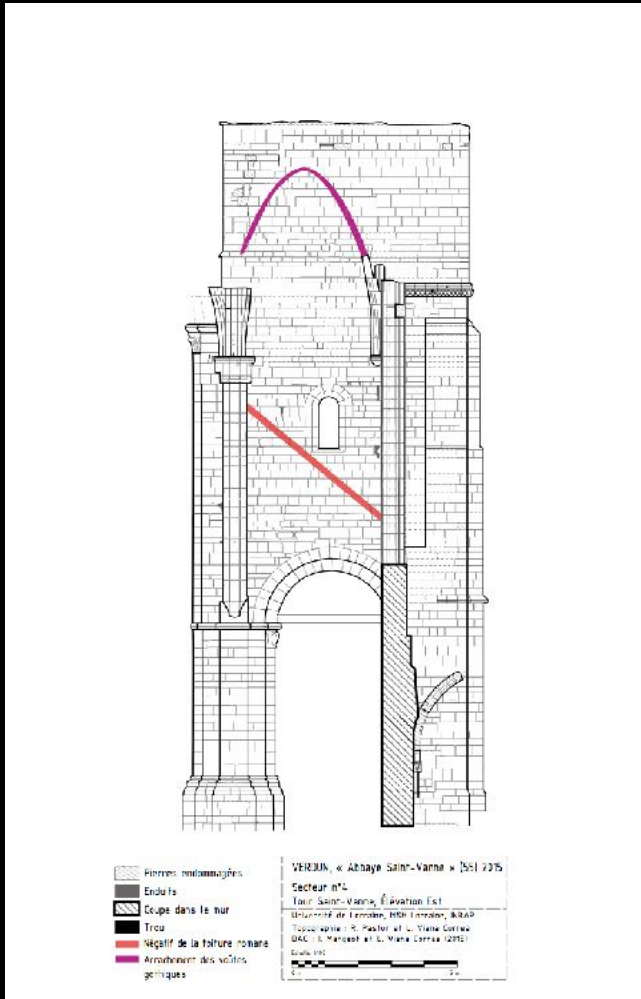 Pierres endommagées
Enduits
Coupe dans le mur
Trou
Négatif de la toiture romane
Arrachement des voûtes
gothiques
VERDUN, « Abbaye Saint-Vanne » (55) 2015
Secteur n°4
Tour Saint-Vanne, Élévation Est
Université de Lorraine, MSH Lorraine, INRAP
Topographie : R. Pastor et L. Viana Correa
DAO : I. Mangeot et L. Viana Correa (2015)